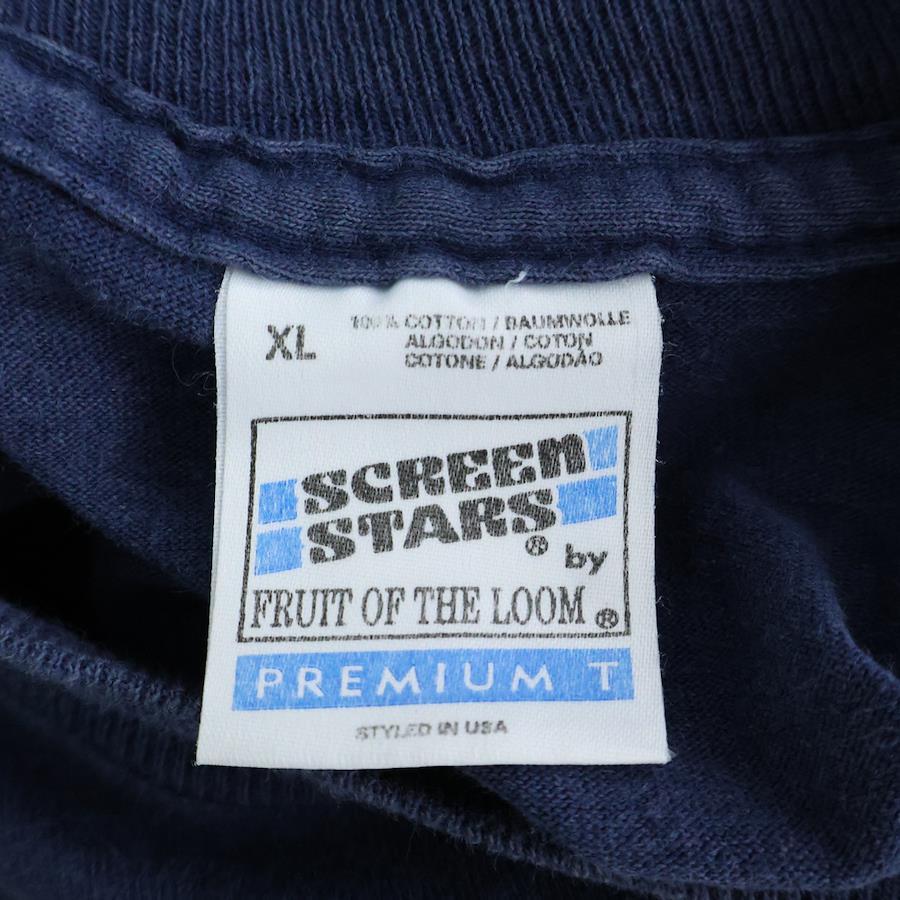 XL
100% COTTON / BAUMWOLLE
ALGODON / COTON
COTONE / ALGODÃO
SCREEN
STARS ®
by
FRUIT OF THE LOOM ®
PREMIUM T
STYLED IN USA